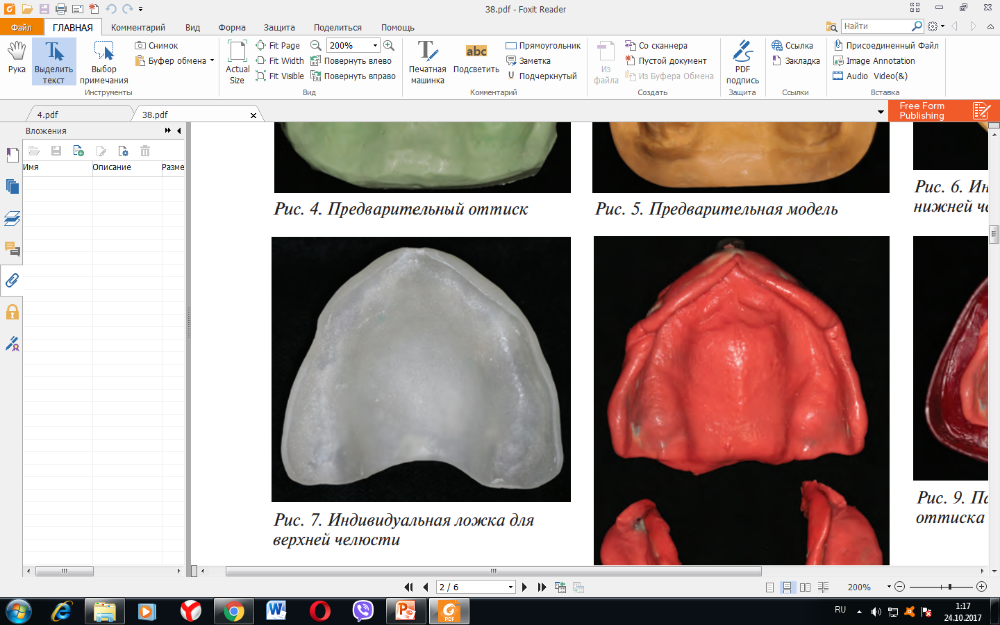 38.pdf - Foxit Reader
Файл ГЛАВНАЯ Комментарий Вид Форма Защита Поделиться Помощь Найти
Рука
Выделить текст
Выбор примечания
Снимок
Буфер обмена
Инструменты
Actual Size
Fit Page
Fit Width
Fit Visible
200%
Повернуть влево
Повернуть вправо
Вид
Печатная машинка
abc
Подсветить
Прямоугольник
Заметка
Подчеркнутый
Комментарий
Из файла
Со сканера
Пустой документ
Из Буфера Обмена
Создать
PDF подпись
Защита
Ссылка
Закладка
Ссылки
Присоединенный Файл
Image Annotation
Audio Video(&)
Вставка
4.pdf 38.pdf
Free Form
Publishing
Вложения
Имя Описание Разме
Рис. 4. Предварительный оттиск
Рис. 5. Предварительная модель
Рис. 6. Ин
нижней че
Рис. 7. Индивидуальная ложка для
верхней челюсти
Рис. 9. Па
оттиска
2 / 6
200%
PDF
RU
1:17
24.10.2017